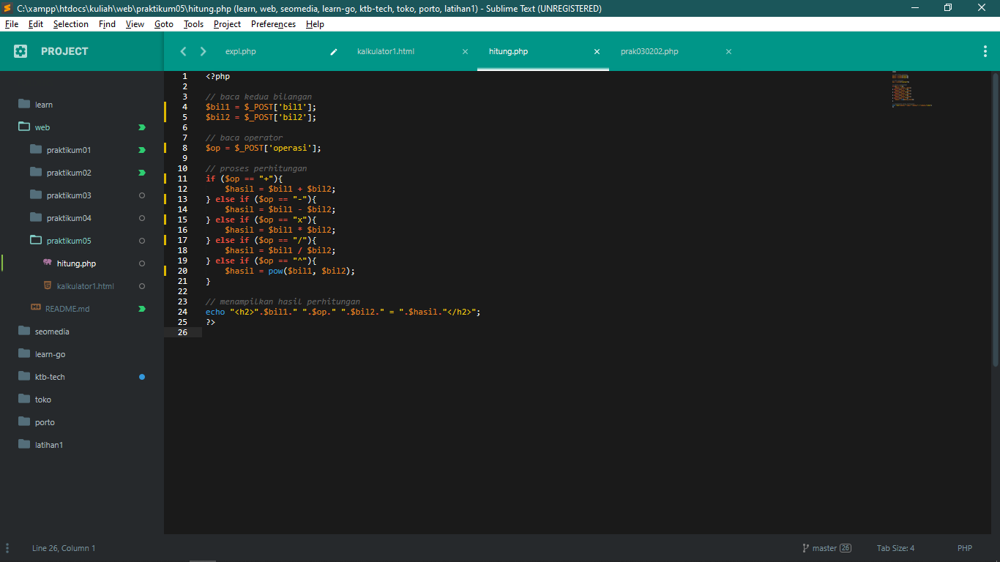 C:\xampp\htdocs\kuliah\web\praktikum05\hitung.php (learn, web, seomedia, learn-go, ktb-tech, toko, porto, latihan1) - Sublime Text (UNREGISTERED)
File Edit Selection Find View Goto Tools Project Preferences Help
PROJECT
expl.php kalkulator1.html hitung.php prak030202.php
learn
web
praktikum01
praktikum02
praktikum03
praktikum04
praktikum05
hitung.php
kalkulator1.html
README.md
seomedia
learn-go
ktb-tech
toko
porto
latihan1
1 <?php
2
3 // baca kedua bilangan
4 $bil1 = $_POST['bil1'];
5 $bil2 = $_POST['bil2'];
6
7 // baca operator
8 $op = $_POST['operasi'];
9
10 // proses perhitungan
11 if ($op == "+"){
12     $hasil = $bil1 + $bil2;
13 } else if ($op == "-"){
14     $hasil = $bil1 - $bil2;
15 } else if ($op == "x"){
16     $hasil = $bil1 * $bil2;
17 } else if ($op == "/"){
18     $hasil = $bil1 / $bil2;
19 } else if ($op == "^"){
20     $hasil = pow($bil1, $bil2);
21 }
22
23 // menampilkan hasil perhitungan
24 echo "<h2>".$bil1." ".$op." ".$bil2." = ".$hasil."</h2>";
25 ?>
26
Line 26, Column 1 master 26 Tab Size: 4 PHP